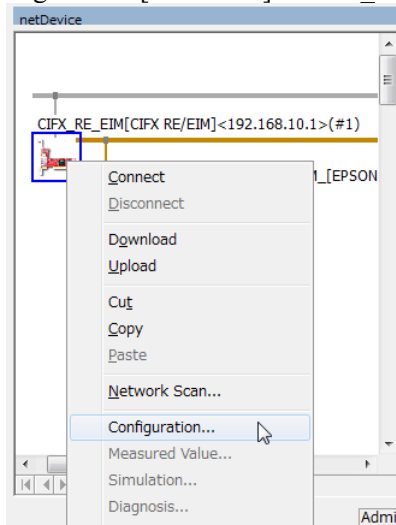 netDevice
CIFX_RE_EIM[CIFX RE/EIM]<192.168.10.1>(#1)
[EPSON
Connect
Disconnect
Download
Upload
Cut
Copy
Paste
Network Scan...
Configuration...
Measured Value...
Simulation...
Diagnosis...
Admi